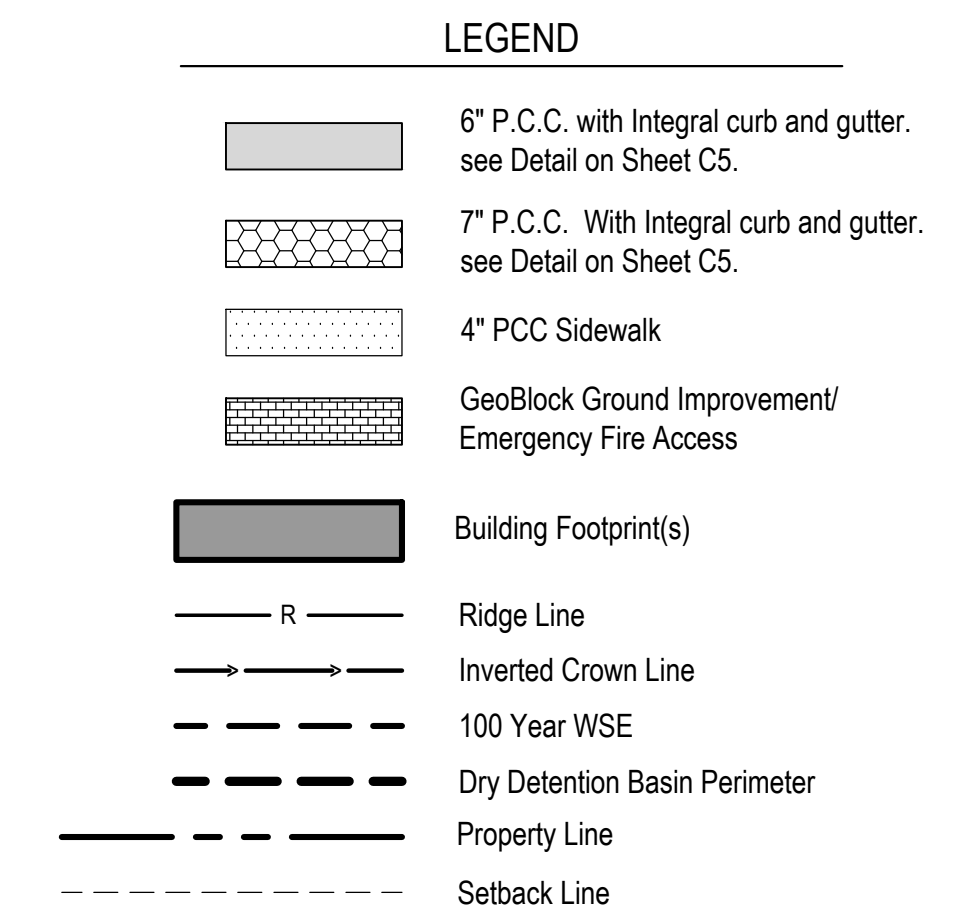 LEGEND
6" P.C.C. with Integral curb and gutter.
see Detail on Sheet C5.
7" P.C.C. With Integral curb and gutter.
see Detail on Sheet C5.
4" PCC Sidewalk
GeoBlock Ground Improvement/
Emergency Fire Access
Building Footprint(s)
R
Ridge Line
Inverted Crown Line
100 Year WSE
Dry Detention Basin Perimeter
Property Line
Setback Line